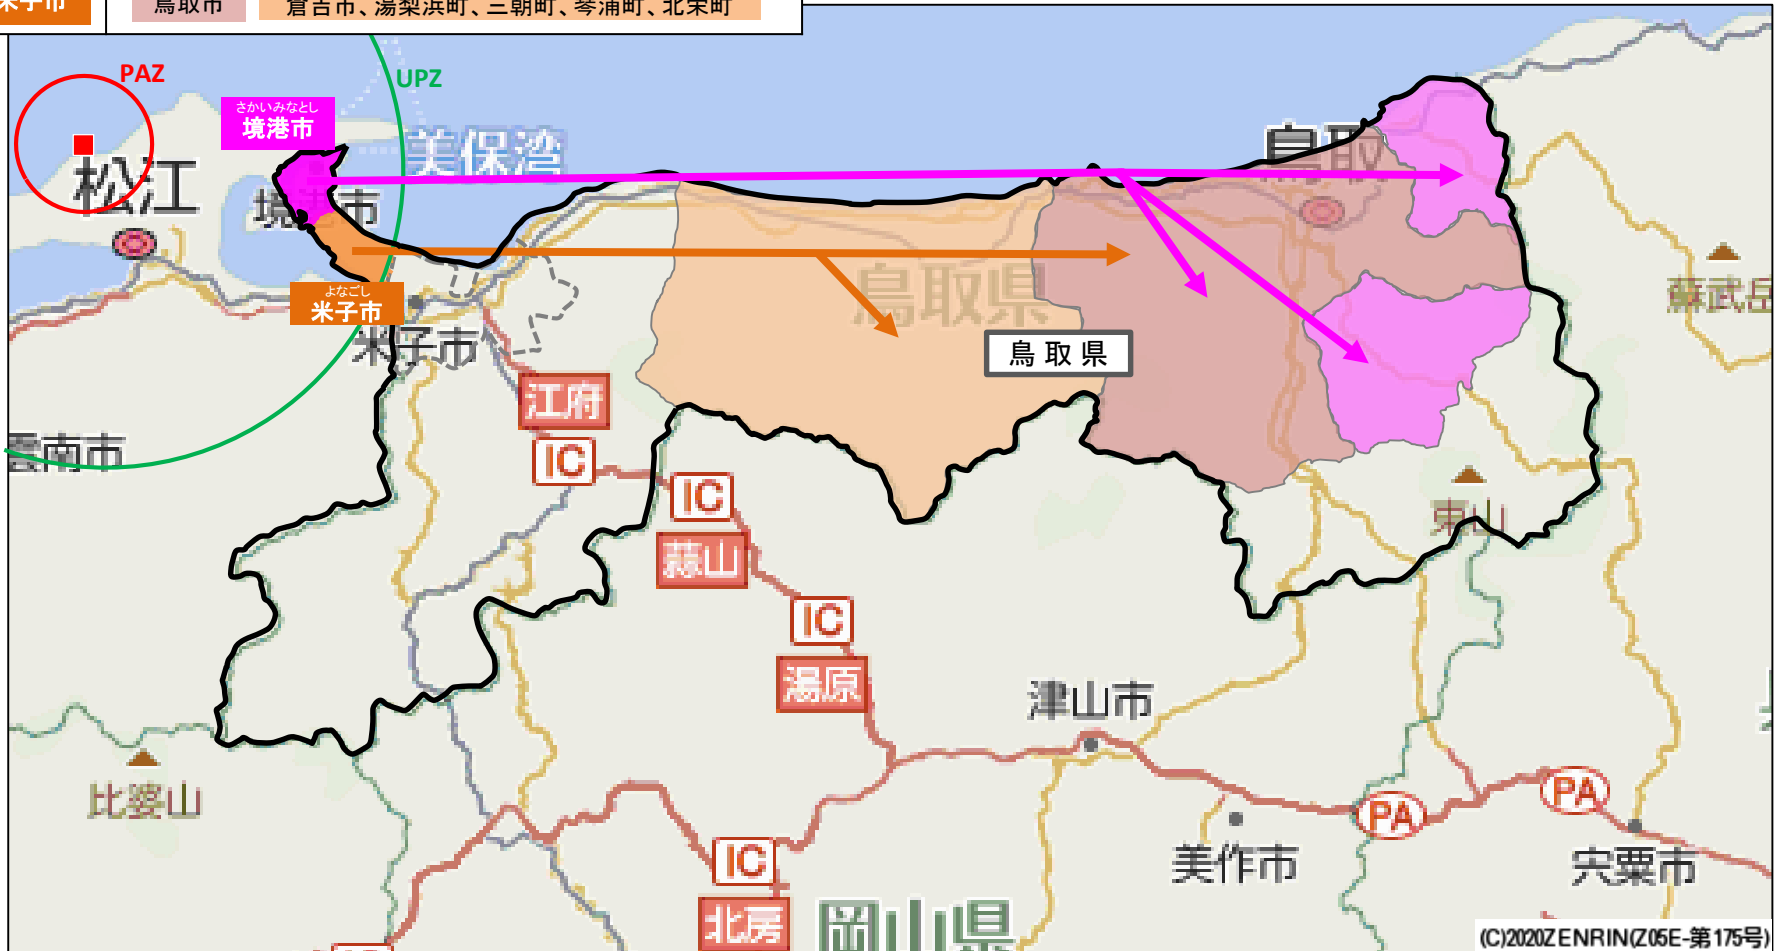 米子市
鳥取市
倉吉市、湯梨浜町、三朝町、琴浦町、北栄町
PAZ
UPZ
さかいみなとし
境港市
美保湾
鳥取
松江
境港市
よなごし
米子市
米子市
鳥取県
鳥取県
蘇武岳
江府
IC
雲南市
IC
蒜山
東山
IC
湯原
津山市
比婆山
PA
PA
美作市
宍粟市
IC
北房
岡山県
(C)2020ZENRIN(Z05E-第175号)